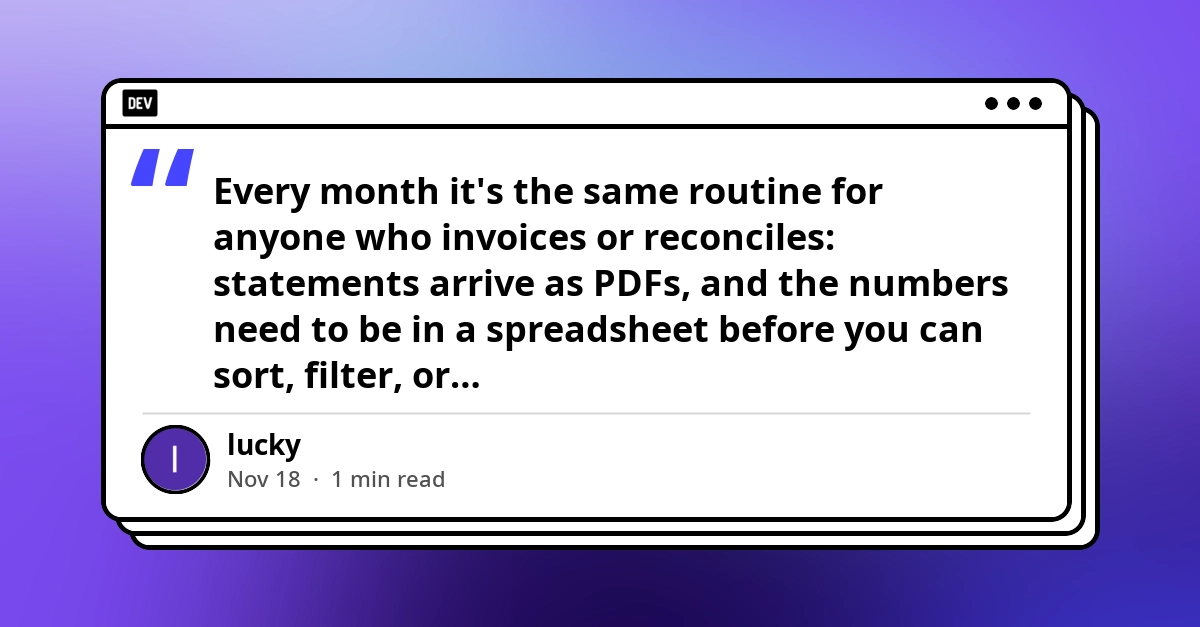 DEV
“
Every month it's the same routine for
anyone who invoices or reconciles:
statements arrive as PDFs, and the numbers
need to be in a spreadsheet before you can
sort, filter, or...
l
lucky
Nov 18 · 1 min read